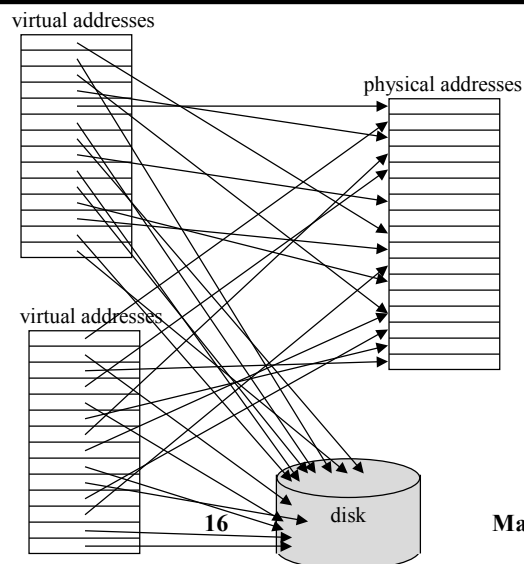 virtual addresses
physical addresses
virtual addresses
disk
16
Ma